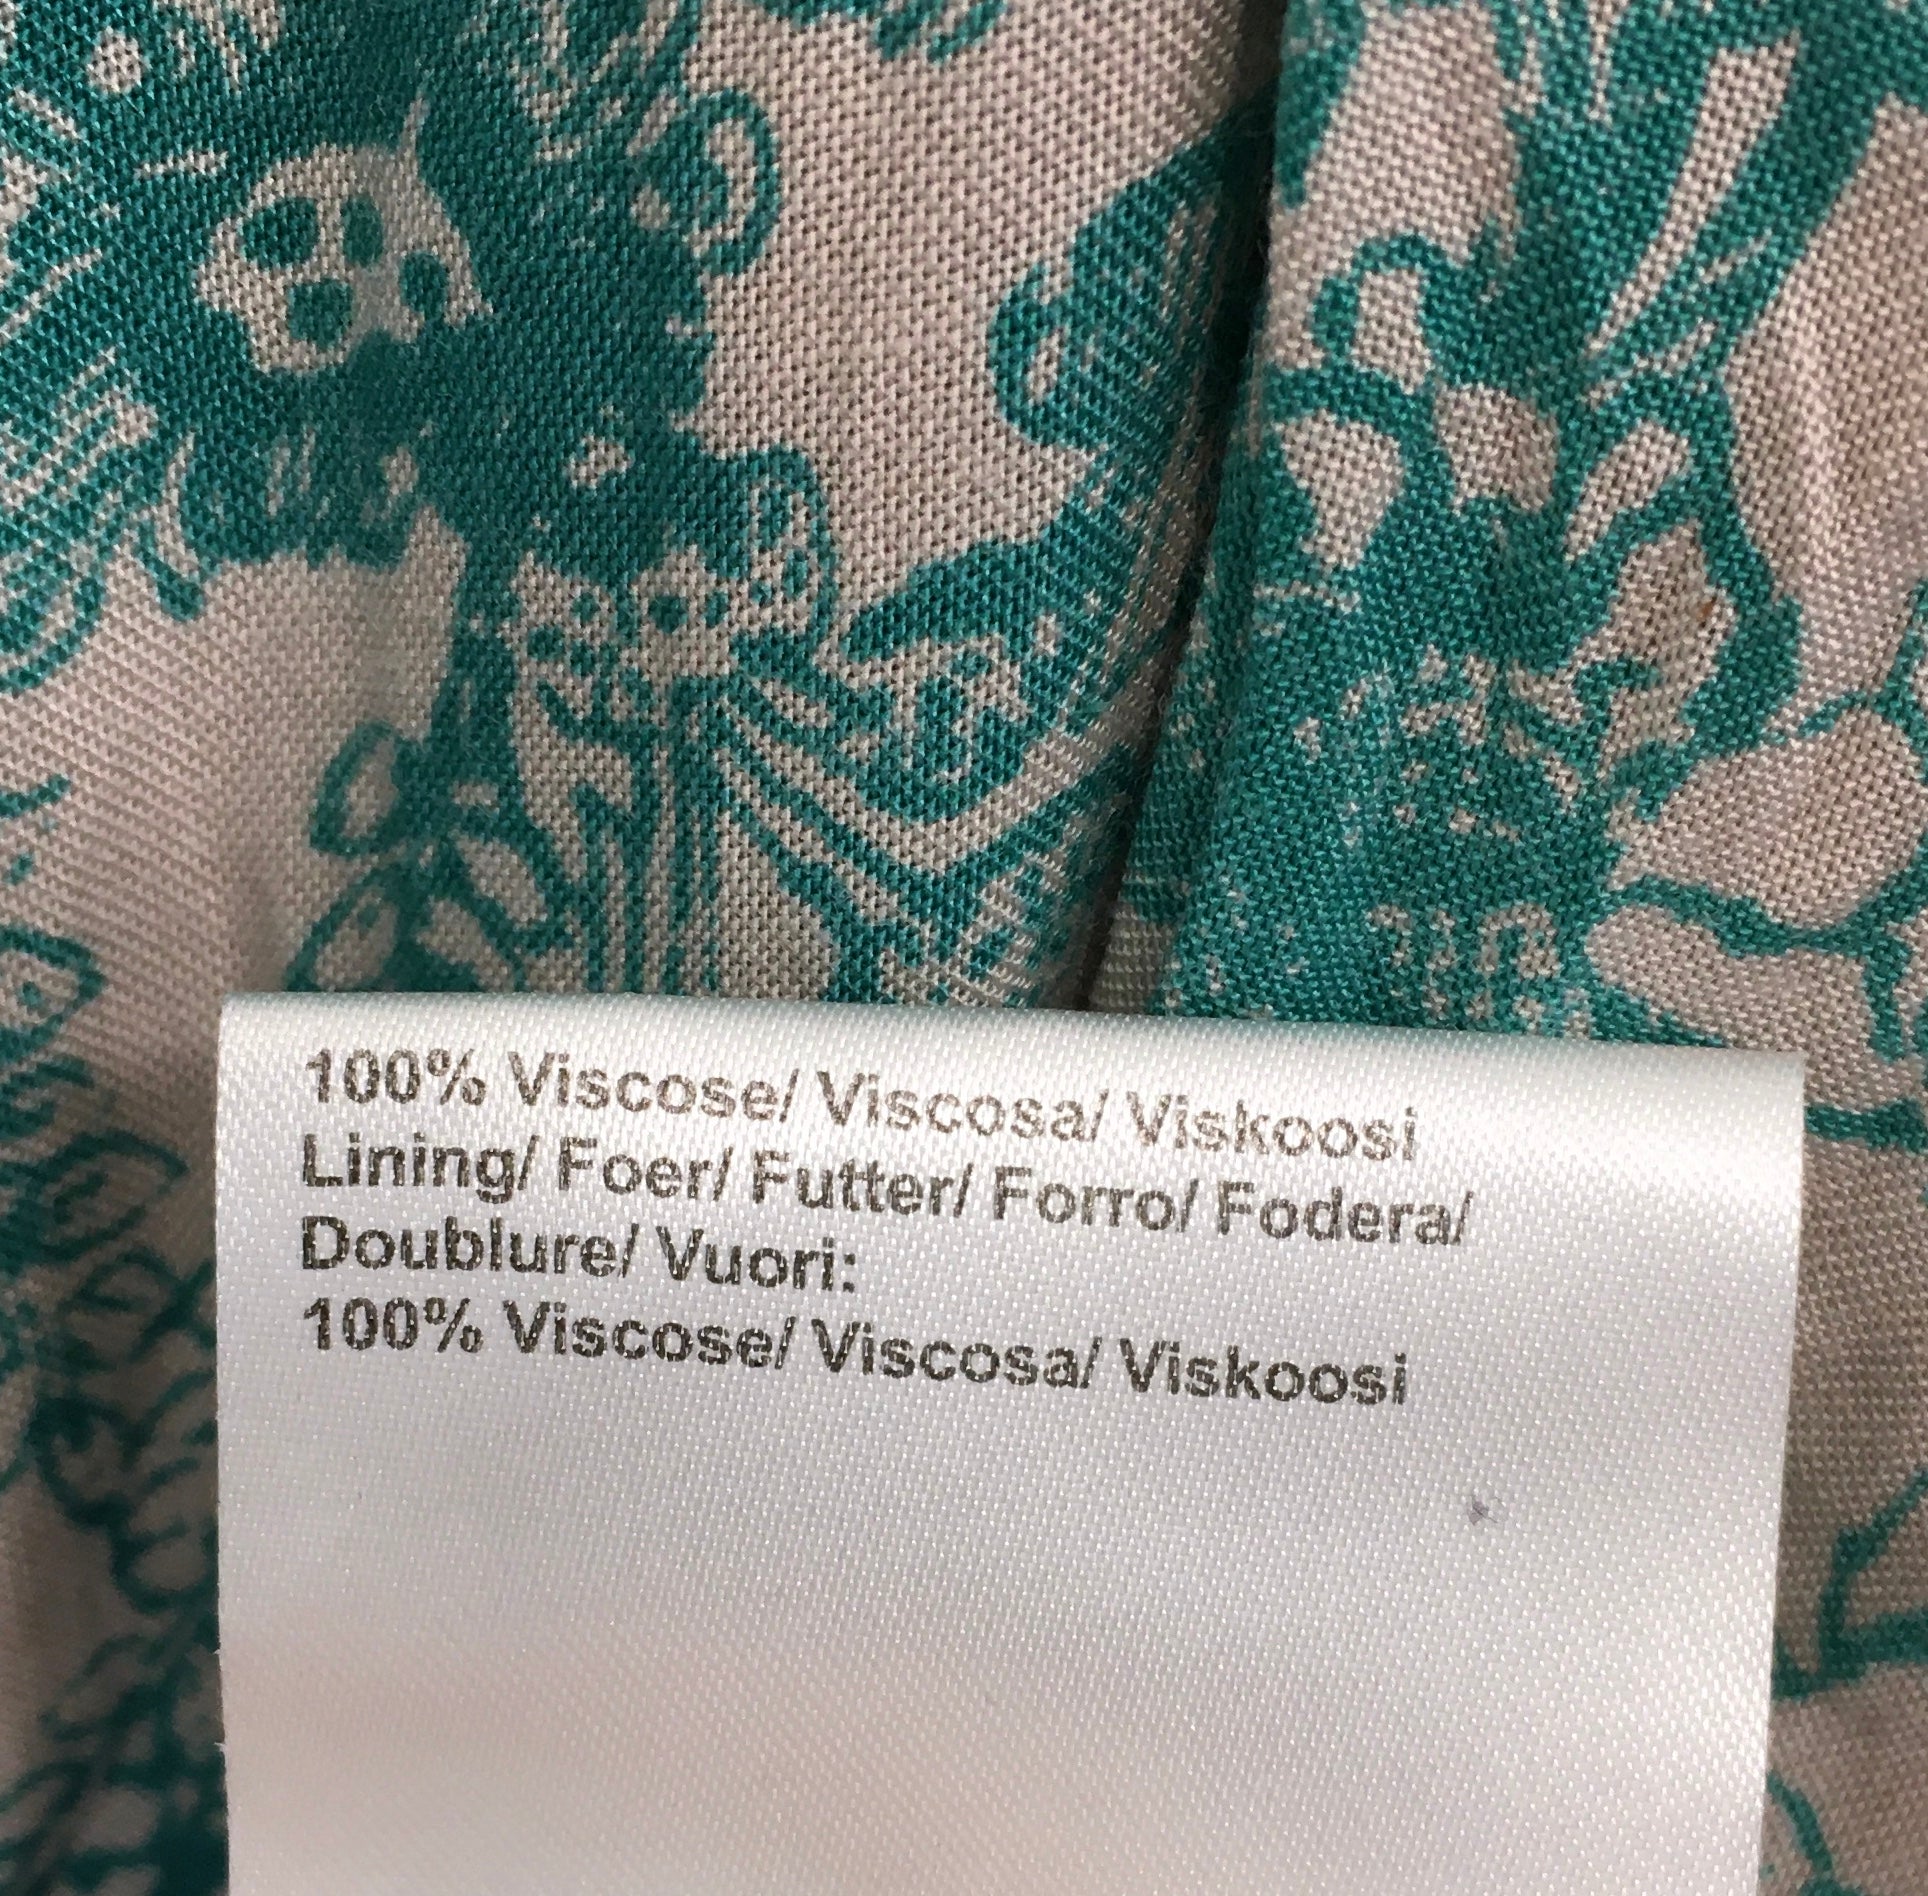 100% Viscose/ Viscosa/ Viskoosi
Lining/ Foer/ Futter/ Forro/ Fodera/
Doublure/ Vuori:
100% Viscose/ Viscosa/ Viskoosi